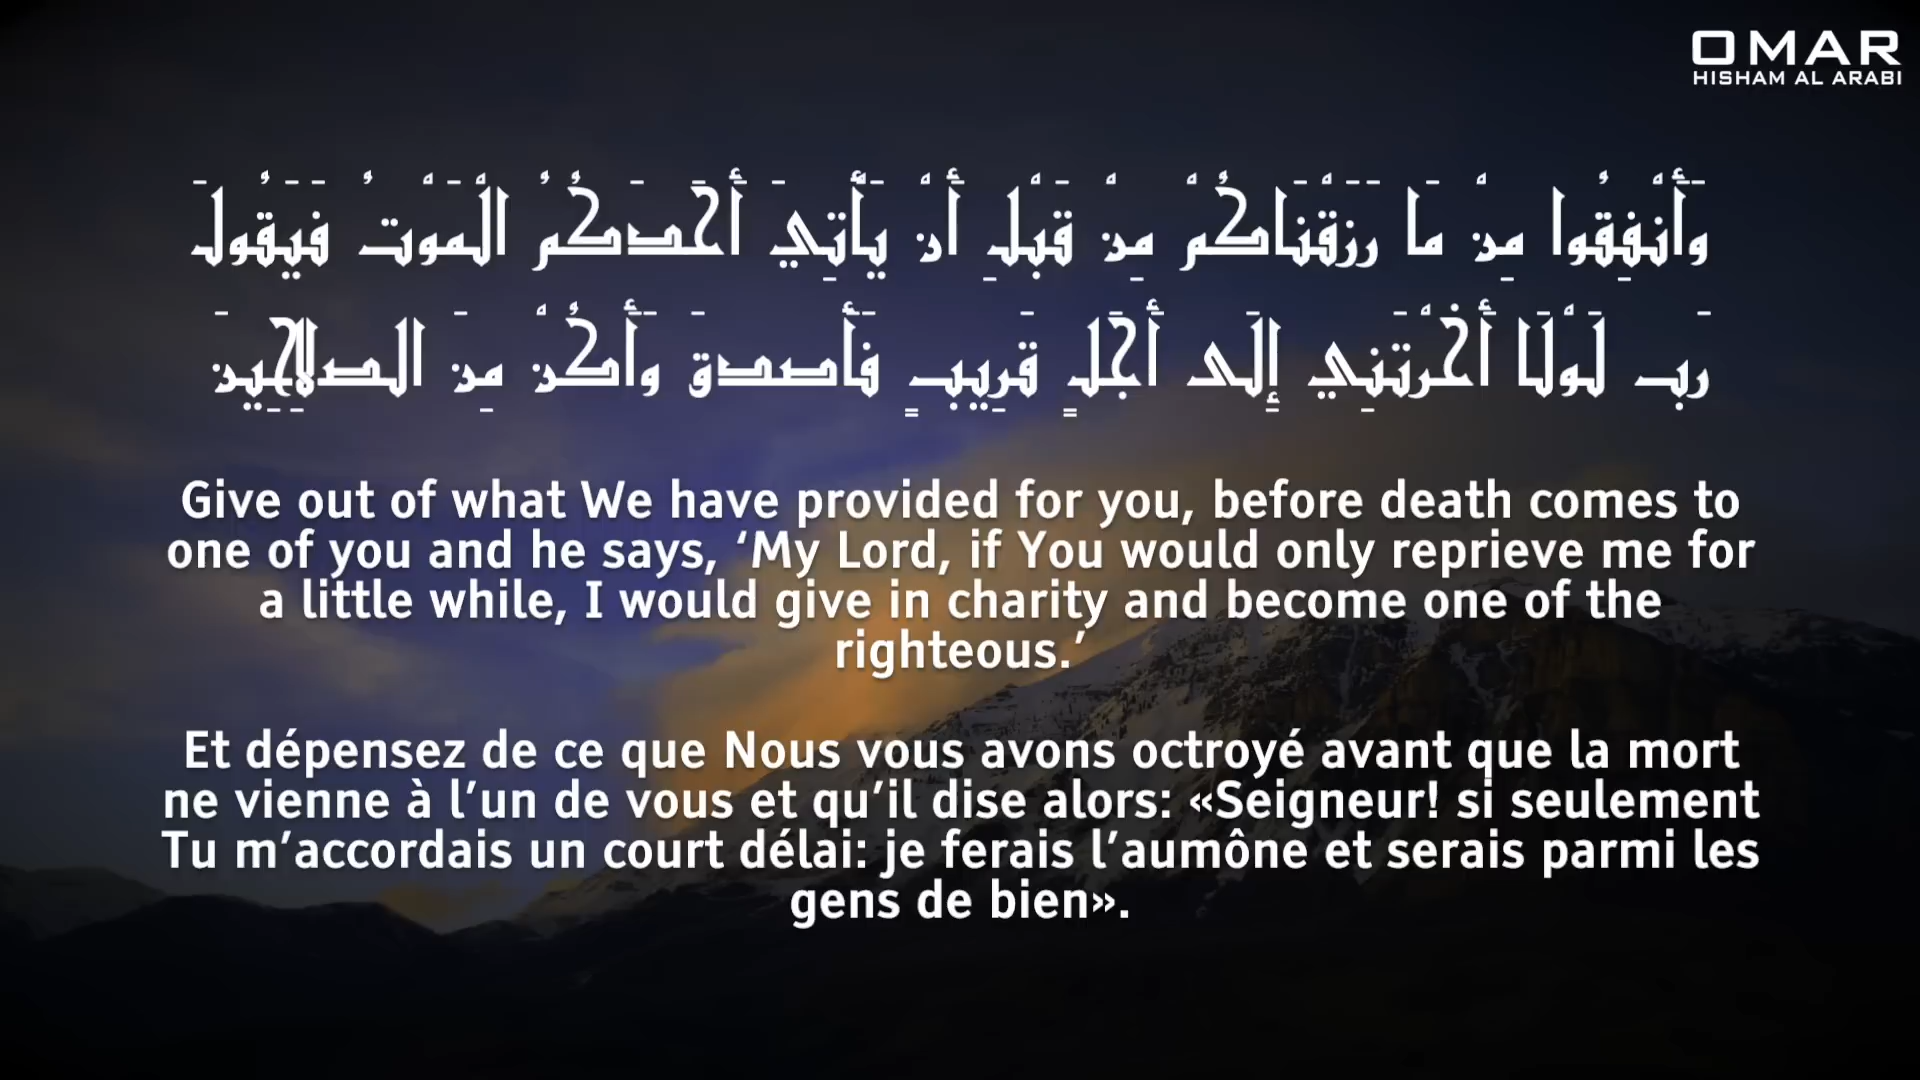 OMAR
HISHAM AL ARABI
وَأَنْفِقُوا مِنْ مَا رَزَقْنَاكُمْ مِنْ قَبْلِ أَنْ يَأْتِيَ أَحَدَكُمُ الْمَوْتُ فَيَقُولَ
رَب لَوْلَا أَخَّرْتَنِي إِلَى أَجَلٍ قَرِيبٍ فَأَصدقَ وَأَكُنْ مِنَ الصالِحِينَ
Give out of what We have provided for you, before death comes to
one of you and he says, ‘My Lord, if You would only reprieve me for
a little while, I would give in charity and become one of the
righteous.’
Et dépensez de ce que Nous vous avons octroyé avant que la mort
ne vienne à l’un de vous et qu’il dise alors: «Seigneur! si seulement
Tu m’accordais un court délai: je ferais l’aumône et serais parmi les
gens de bien».